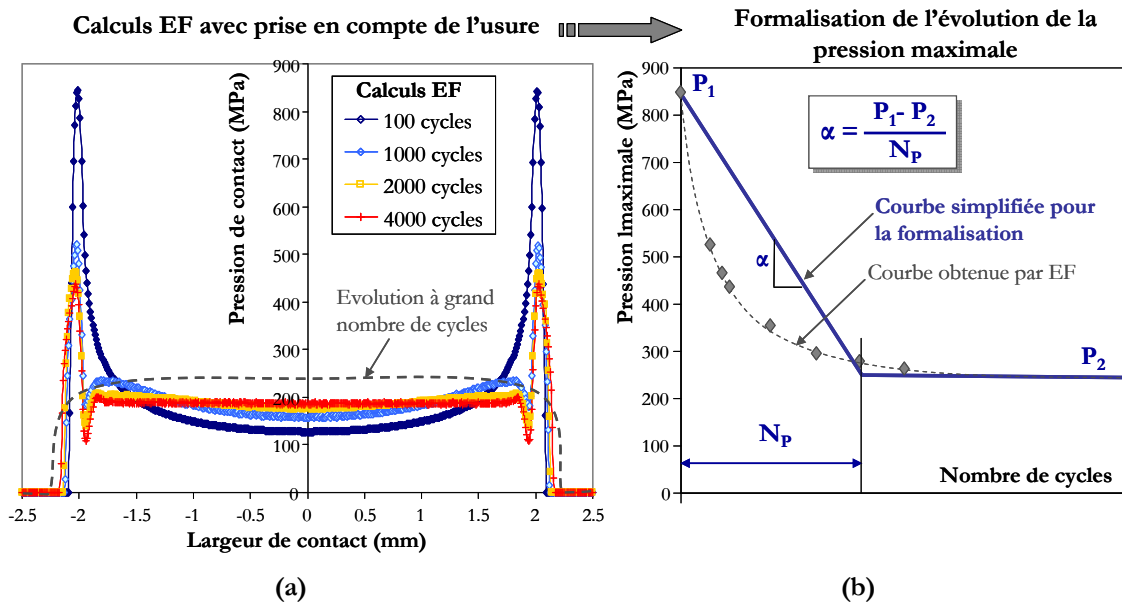 Calculs EF avec prise en compte de l'usure
Formalisation de l'évolution de la
pression maximale
Pression de contact (MPa)
900
800
700
600
500
400
300
200
100
0
Calculs EF
100 cycles
1000 cycles
2000 cycles
4000 cycles
Evolution à grand
nombre de cycles
-2.5 -2 -1.5 -1 -0.5 0 0.5 1 1.5 2 2.5
Largeur de contact (mm)
(a)
Pression lmaximale (MPa)
900
800
700
600
500
400
300
200
100
0
P1
α = P1- P2 / NP
Courbe simplifiée pour
la formalisation
α
Courbe obtenue par EF
P2
NP
Nombre de cycles
(b)